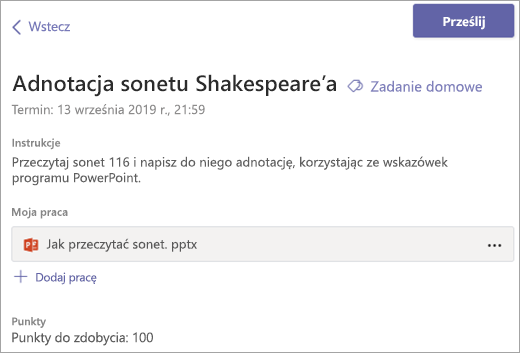 Wstecz
Prześlij
Adnotacja sonetu Shakespeare’a
Zadanie domowe
Termin: 13 września 2019 r., 21:59
Instrukcje
Przeczytaj sonet 116 i napisz do niego adnotację, korzystając ze wskazówek
programu PowerPoint.
Moja praca
Jak przeczytać sonet. pptx
Dodaj pracę
Punkty
Punkty do zdobycia: 100